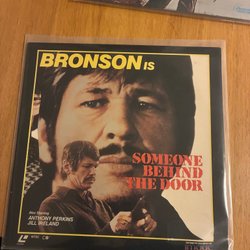 BRONSON IS
SOMEONE
BEHIND
THE DOOR
Also Starring
ANTHONY PERKINS
JILL IRELAND